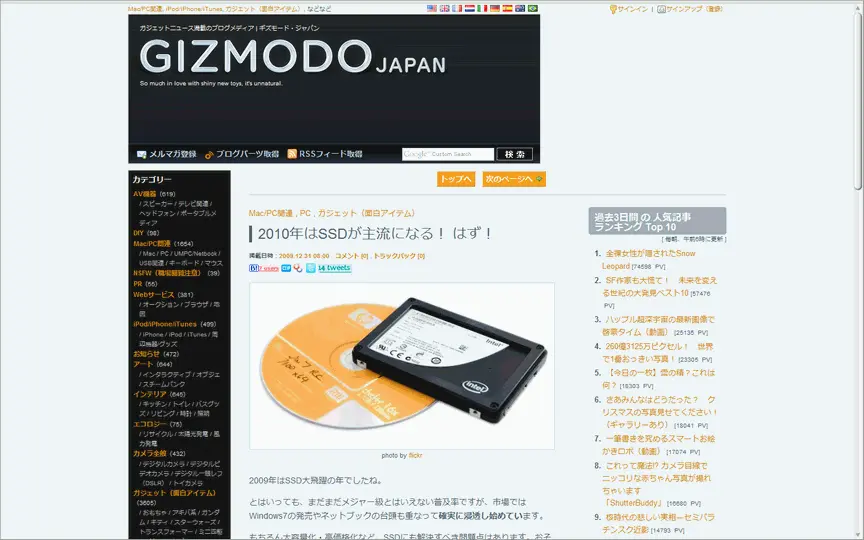 Mac/PC関連, iPod/iPhone/iTunes, ガジェット（面白アイテム）, などなど
サインイン | サインアップ（登録）
ガジェットニュース満載のブログメディア | ギズモード・ジャパン
GIZMODO JAPAN
So much in love with shiny new toys, it's unnatural.
メルマガ登録 ブログパーツ取得 RSSフィード取得 Google Custom Search 検 索
カテゴリー
AV機器 (619)
/ スピーカー / テレビ関連 /
ヘッドフォン / ポータブルメ
ディア
DIY (98)
Mac/PC関連 (1664)
/ Mac / PC / UMPC/Netbook /
USB関連 / キーボード / マウス
NSFW（職場閲覧注意） (39)
PR (56)
Webサービス (381)
/ オークション / ブラウザ / 地
図
iPod/iPhone/iTunes (499)
/ iPhone / iPod / iTunes / 周
辺機器/グッズ
お知らせ (472)
アート (644)
/ インタラクティブ / オブジェ
/ スチームパンク
インテリア (645)
/ キッチン / トイレ / バスグッ
ズ / リビング / 時計 / 照明
エコロジー (75)
/ リサイクル / 太陽光発電 / 風
力発電
カメラ全般 (432)
/ デジタルカメラ / デジタルビ
デオカメラ / デジタル一眼レフ
（DSLR） / トイカメラ
ガジェット（面白アイテム）
(3605)
/ おもちゃ / アキバ系 / ガンダ
ム / キティ / スターウォーズ /
トランスフォーマー / ミニ四駆
トップへ 次のページへ
Mac/PC関連 , PC , ガジェット（面白アイテム）
2010年はSSDが主流になる！ はず！
掲載日時：2009.12.31 08:00 , コメント [0] , トラックバック [0]
14 tweets
intel
intel
photo by flickr
2009年はSSD大飛躍の年でしたね。
とはいっても、まだまだメジャー級とはいえない普及率ですが、市場では
Windows7の発売やネットブックの台頭も重なって確実に浸透し始めています。
もちろん大容量化・高価格化など、SSDにも解決すべき問題点はあります。お子
過去3日間 の 人気記事
ランキング Top 10
[ 毎朝、午前6時に更新 ]
1. 全裸女性が隠されたSnow
Leopard [74598 PV]
2. SF作家も大慌て！ 未来を変え
る世紀の大発見ベスト10 [57476
PV]
3. ハッブル超深宇宙の最新画像で
啓蒙タイム（動画） [25135 PV]
4. 260億3125万ピクセル！ 世界
で1番おっきい写真！ [23305 PV]
5. 【今日の一枚】雲の積？これは
何？ [18303 PV]
6. さあみんなはどうだった？ ク
リスマスの写真見せてください！
（ギャラリーあり） [18041 PV]
7. 一筆書きを究めるスマートお絵
かきロボ（動画） [17074 PV]
8. これって魔法!? カメラ目線で
ニッコリな赤ちゃん写真が撮れ
ちゃいます
「ShutterBuddy」 [16680 PV]
9. 核時代の悲しい実相ーセミパラ
チンスク近影 [14793 PV]